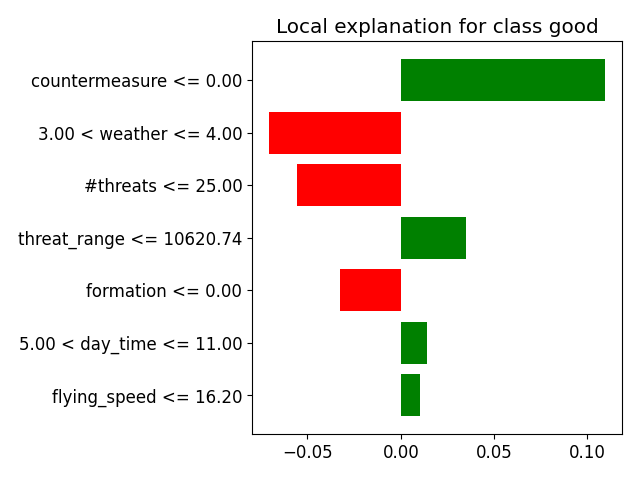 Local explanation for class good
countermeasure <= 0.00
3.00 < weather <= 4.00
#threats <= 25.00
threat_range <= 10620.74
formation <= 0.00
5.00 < day_time <= 11.00
flying_speed <= 16.20
−0.05 0.00 0.05 0.10